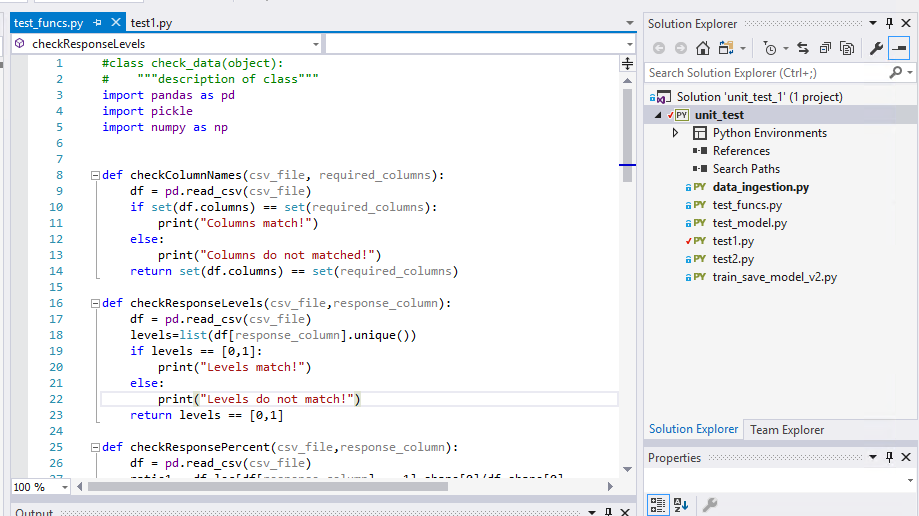 test_funcs.py
test1.py
checkResponseLevels
1 #class check_data(object):
2 #    """description of class"""
3 import pandas as pd
4 import pickle
5 import numpy as np
6
7
8 def checkColumnNames(csv_file, required_columns):
9     df = pd.read_csv(csv_file)
10     if set(df.columns) == set(required_columns):
11         print("Columns match!")
12     else:
13         print("Columns do not matched!")
14     return set(df.columns) == set(required_columns)
15
16 def checkResponseLevels(csv_file,response_column):
17     df = pd.read_csv(csv_file)
18     levels=list(df[response_column].unique())
19     if levels == [0,1]:
20         print("Levels match!")
21     else:
22         print("Levels do not match!")
23     return levels == [0,1]
24
25 def checkResponsePercent(csv_file,response_column):
26     df = pd.read_csv(csv_file)
100 %
Output
Solution Explorer
Search Solution Explorer (Ctrl+;)
Solution 'unit_test_1' (1 project)
PY unit_test
Python Environments
References
Search Paths
PY data_ingestion.py
PY test_funcs.py
PY test_model.py
PY test1.py
PY test2.py
PY train_save_model_v2.py
Solution Explorer
Team Explorer
Properties